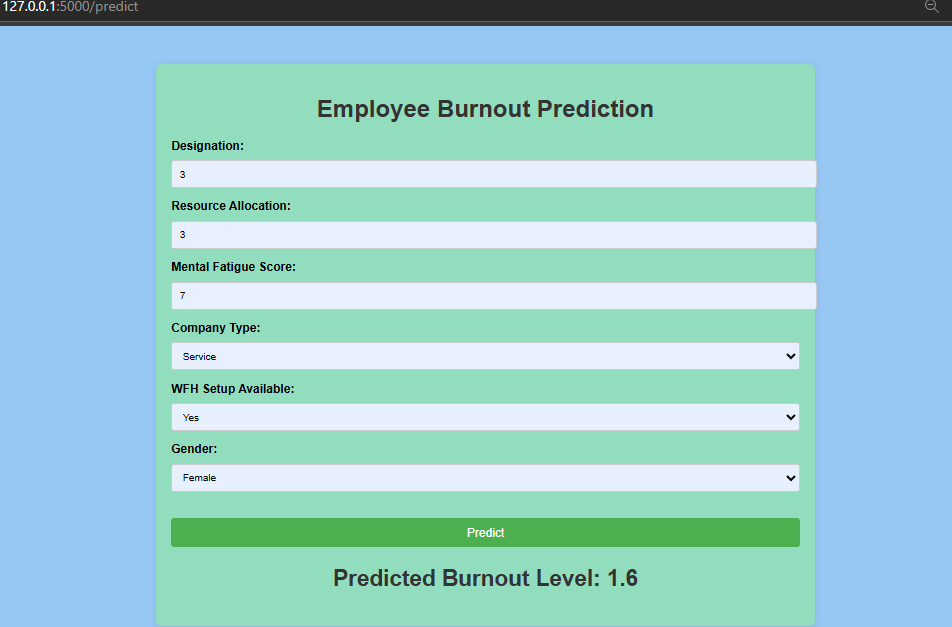 127.0.0.1:5000/predict
Employee Burnout Prediction
Designation:
3
Resource Allocation:
3
Mental Fatigue Score:
7
Company Type:
Service
WFH Setup Available:
Yes
Gender:
Female
Predict
Predicted Burnout Level: 1.6